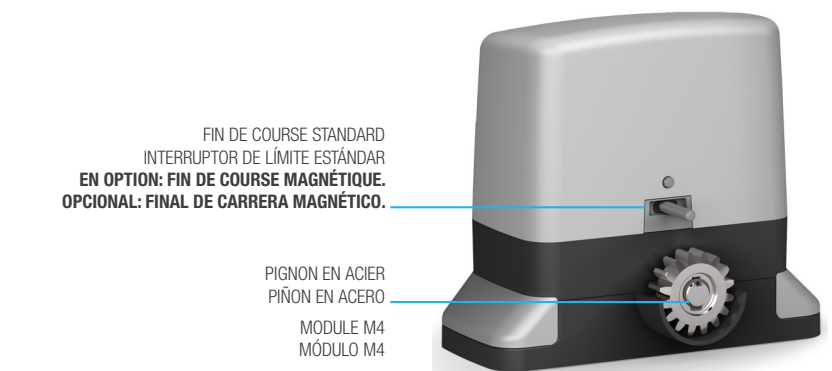 FIN DE COURSE STANDARD
INTERRUPTOR DE LÍMITE ESTÁNDAR
EN OPTION: FIN DE COURSE MAGNÉTIQUE.
OPCIONAL: FINAL DE CARRERA MAGNÉTICO.
PIGNON EN ACIER
PIÑON EN ACERO
MODULE M4
MÓDULO M4